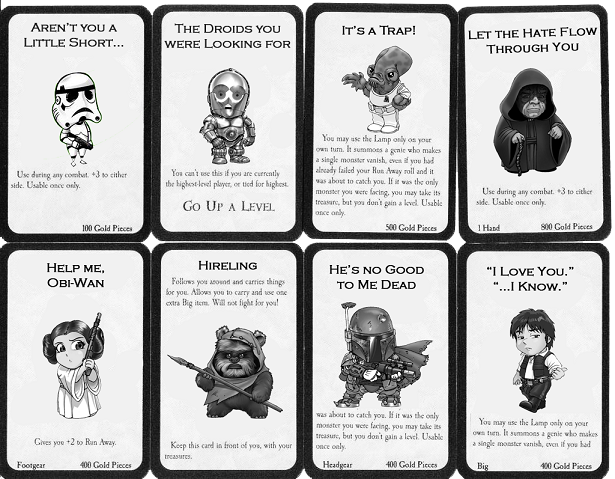 AREN'T YOU A
LITTLE SHORT...
Use during any combat. +3 to either
side. Usable once only.
100 Gold Pieces
THE DROIDS YOU
WERE LOOKING FOR
You can't use this if you are currently
the highest-level player, or tied for highest.
GO UP A LEVEL
IT'S A TRAP!
You may use the Lamp only on your
own turn. It summons a genie who makes
a single monster vanish, even if you had
already failed your Run Away roll and it
was about to catch you. If it was the only
monster you were facing, you may take its
treasure, but you don't gain a level. Usable
once only.
500 Gold Pieces
LET THE HATE FLOW
THROUGH YOU
Use during any combat. +3 to either
side. Usable once only.
1 Hand 800 Gold Pieces
HELP ME,
OBI-WAN
Gives you +2 to Run Away.
Footgear 400 Gold Pieces
HIRELING
Follows you around and carries things
for you. Allows you to carry and use one
extra Big item. Will not fight for you!
Keep this card in front of you, with your
treasures.
HE'S NO GOOD
TO ME DEAD
was about to catch you. If it was the only
monster you were facing, you may take its
treasure, but you don't gain a level. Usable
once only.
Headgear 400 Gold Pieces
"I LOVE YOU."
"...I KNOW."
You may use the Lamp only on your
own turn. It summons a genie who makes
a single monster vanish, even if you had
Big 400 Gold Pieces